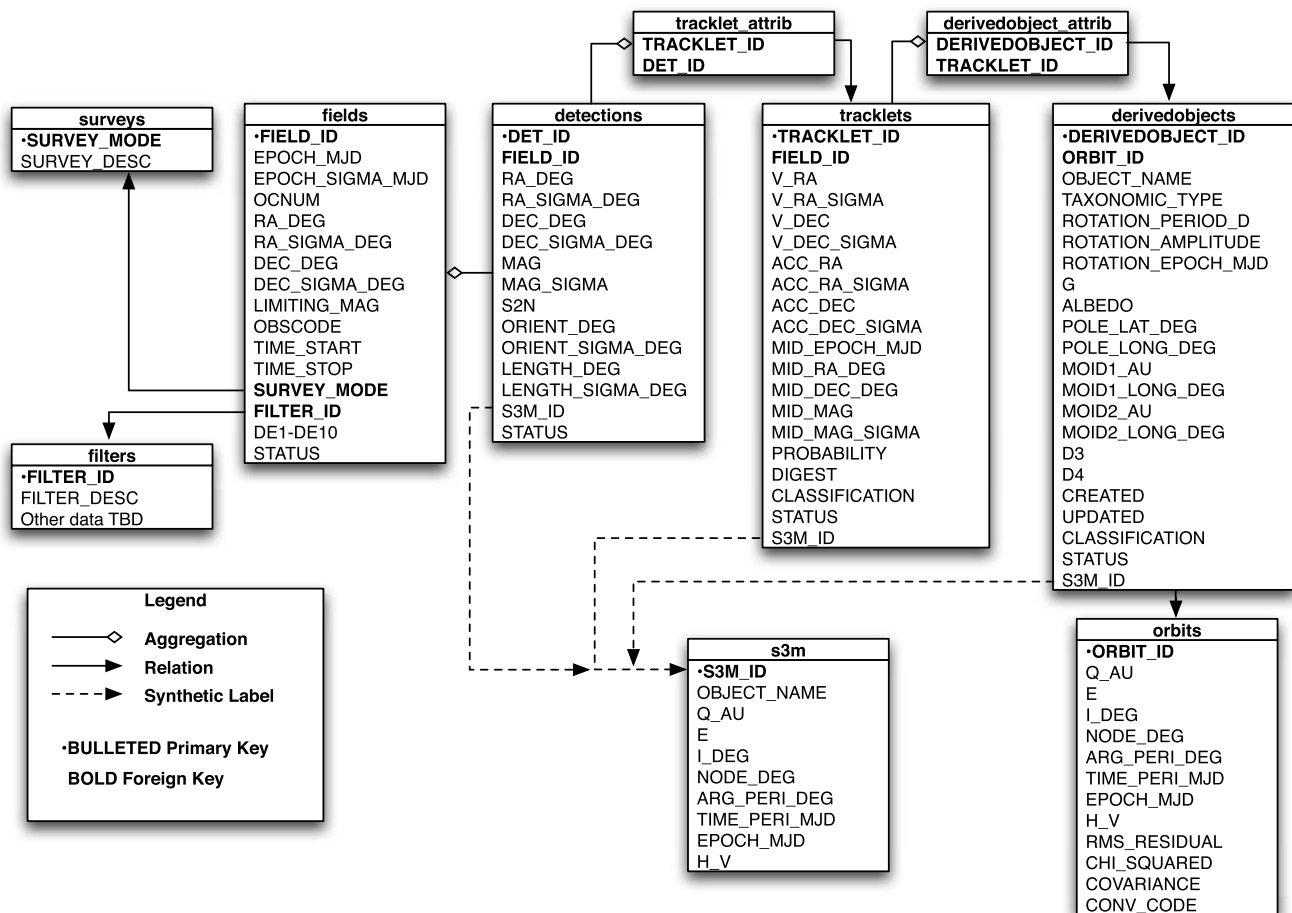 tracklet_attrib
TRACKLET_ID
DET_ID
derivedobject_attrib
DERIVEDOBJECT_ID
TRACKLET_ID
surveys
•SURVEY_MODE
SURVEY_DESC
fields
•FIELD_ID
EPOCH_MJD
EPOCH_SIGMA_MJD
OCNUM
RA_DEG
RA_SIGMA_DEG
DEC_DEG
DEC_SIGMA_DEG
LIMITING_MAG
OBSCODE
TIME_START
TIME_STOP
SURVEY_MODE
FILTER_ID
DE1-DE10
STATUS
detections
•DET_ID
FIELD_ID
RA_DEG
RA_SIGMA_DEG
DEC_DEG
DEC_SIGMA_DEG
MAG
MAG_SIGMA
S2N
ORIENT_DEG
ORIENT_SIGMA_DEG
LENGTH_DEG
LENGTH_SIGMA_DEG
S3M_ID
STATUS
tracklets
•TRACKLET_ID
FIELD_ID
V_RA
V_RA_SIGMA
V_DEC
V_DEC_SIGMA
ACC_RA
ACC_RA_SIGMA
ACC_DEC
ACC_DEC_SIGMA
MID_EPOCH_MJD
MID_RA_DEG
MID_DEC_DEG
MID_MAG
MID_MAG_SIGMA
PROBABILITY
DIGEST
CLASSIFICATION
STATUS
S3M_ID
derivedobjects
•DERIVEDOBJECT_ID
ORBIT_ID
OBJECT_NAME
TAXONOMIC_TYPE
ROTATION_PERIOD_D
ROTATION_AMPLITUDE
ROTATION_EPOCH_MJD
G
ALBEDO
POLE_LAT_DEG
POLE_LONG_DEG
MOID1_AU
MOID1_LONG_DEG
MOID2_AU
MOID2_LONG_DEG
D3
D4
CREATED
UPDATED
CLASSIFICATION
STATUS
S3M_ID
filters
•FILTER_ID
FILTER_DESC
Other data TBD
Legend
Aggregation
Relation
Synthetic Label
•BULLETED Primary Key
BOLD Foreign Key
s3m
•S3M_ID
OBJECT_NAME
Q_AU
E
I_DEG
NODE_DEG
ARG_PERI_DEG
TIME_PERI_MJD
EPOCH_MJD
H_V
orbits
•ORBIT_ID
Q_AU
E
I_DEG
NODE_DEG
ARG_PERI_DEG
TIME_PERI_MJD
EPOCH_MJD
H_V
RMS_RESIDUAL
CHI_SQUARED
COVARIANCE
CONV_CODE